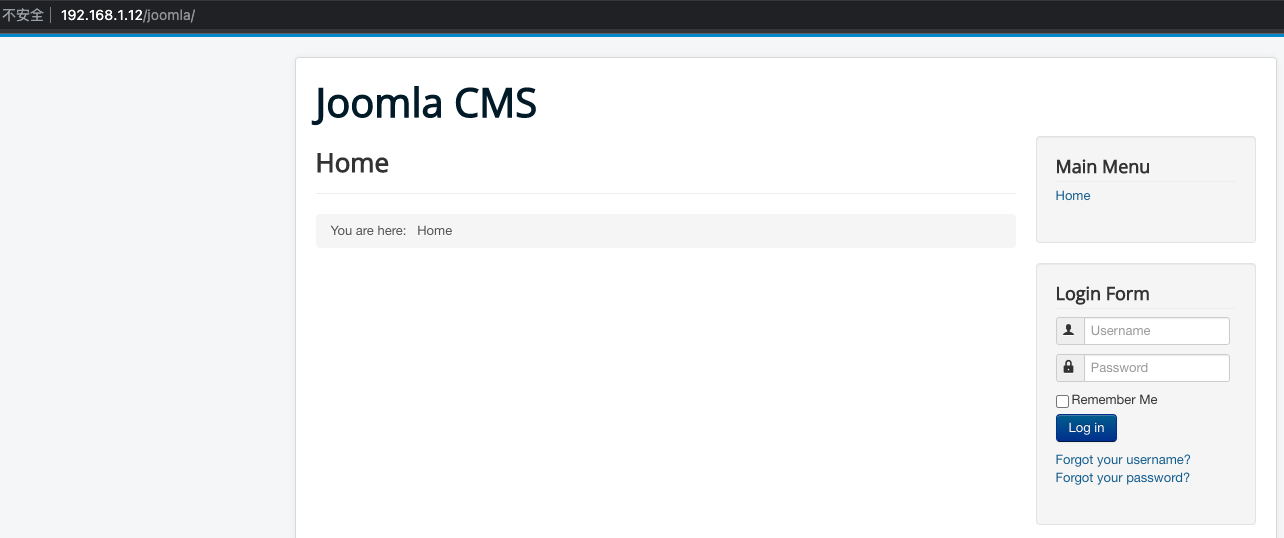 不安全 192.168.1.12/joomla/
Joomla CMS
Home
You are here: Home
Main Menu
Home
Login Form
Username
Password
Remember Me
Log in
Forgot your username?
Forgot your password?